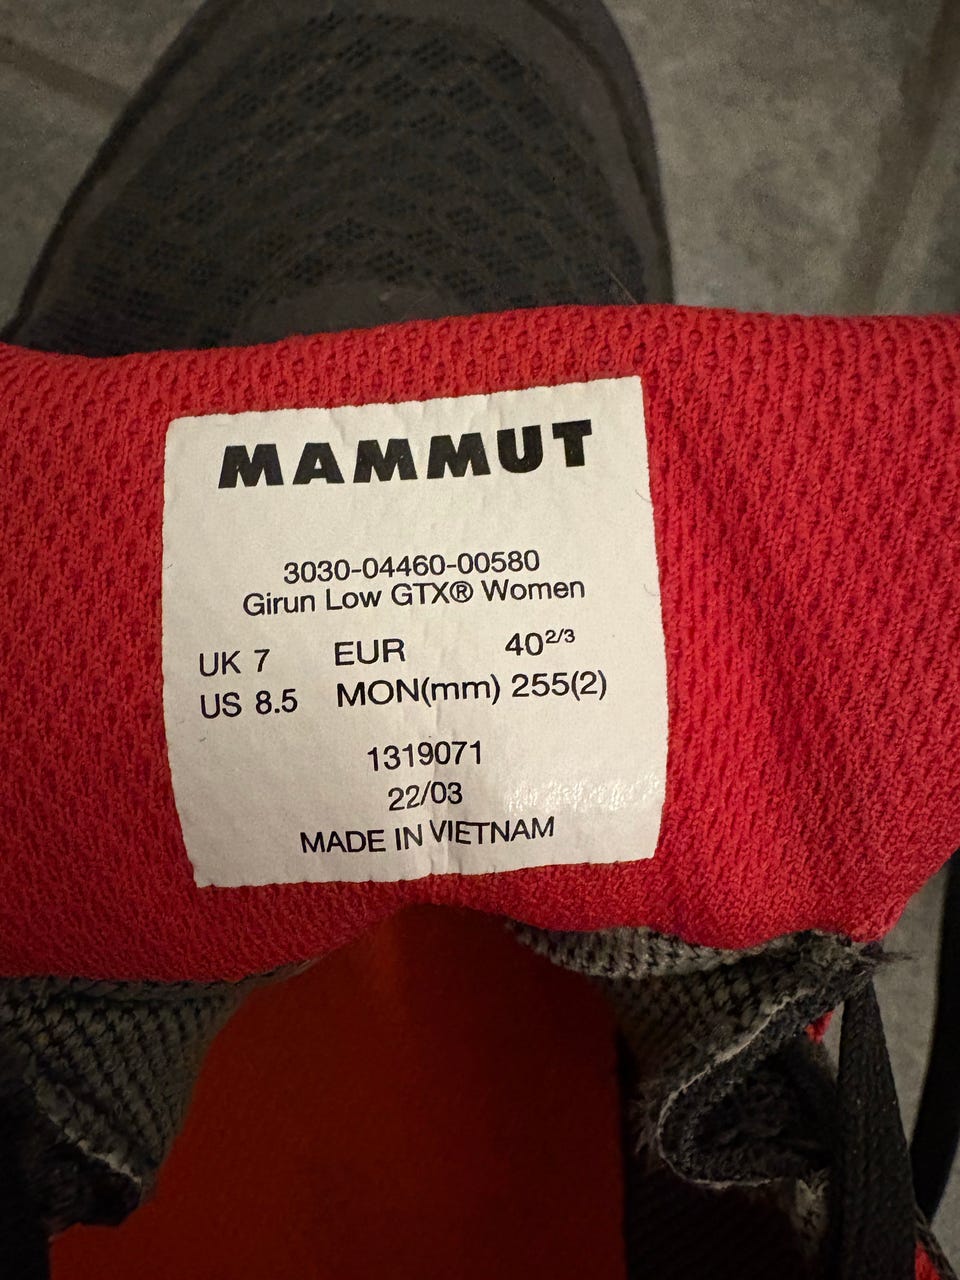 MAMMUT
3030-04460-00580
Girun Low GTX® Women
UK 7 EUR 40 2/3
US 8.5 MON(mm) 255(2)
1319071
22/03
MADE IN VIETNAM